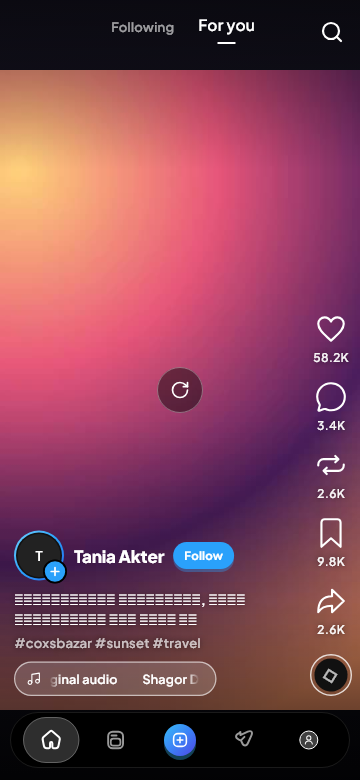 Following
For you
58.2K
3.4K
2.6K
9.8K
2.6K
T
Tania Akter
Follow
#coxsbazar #sunset #travel
ginal audio Shagor D